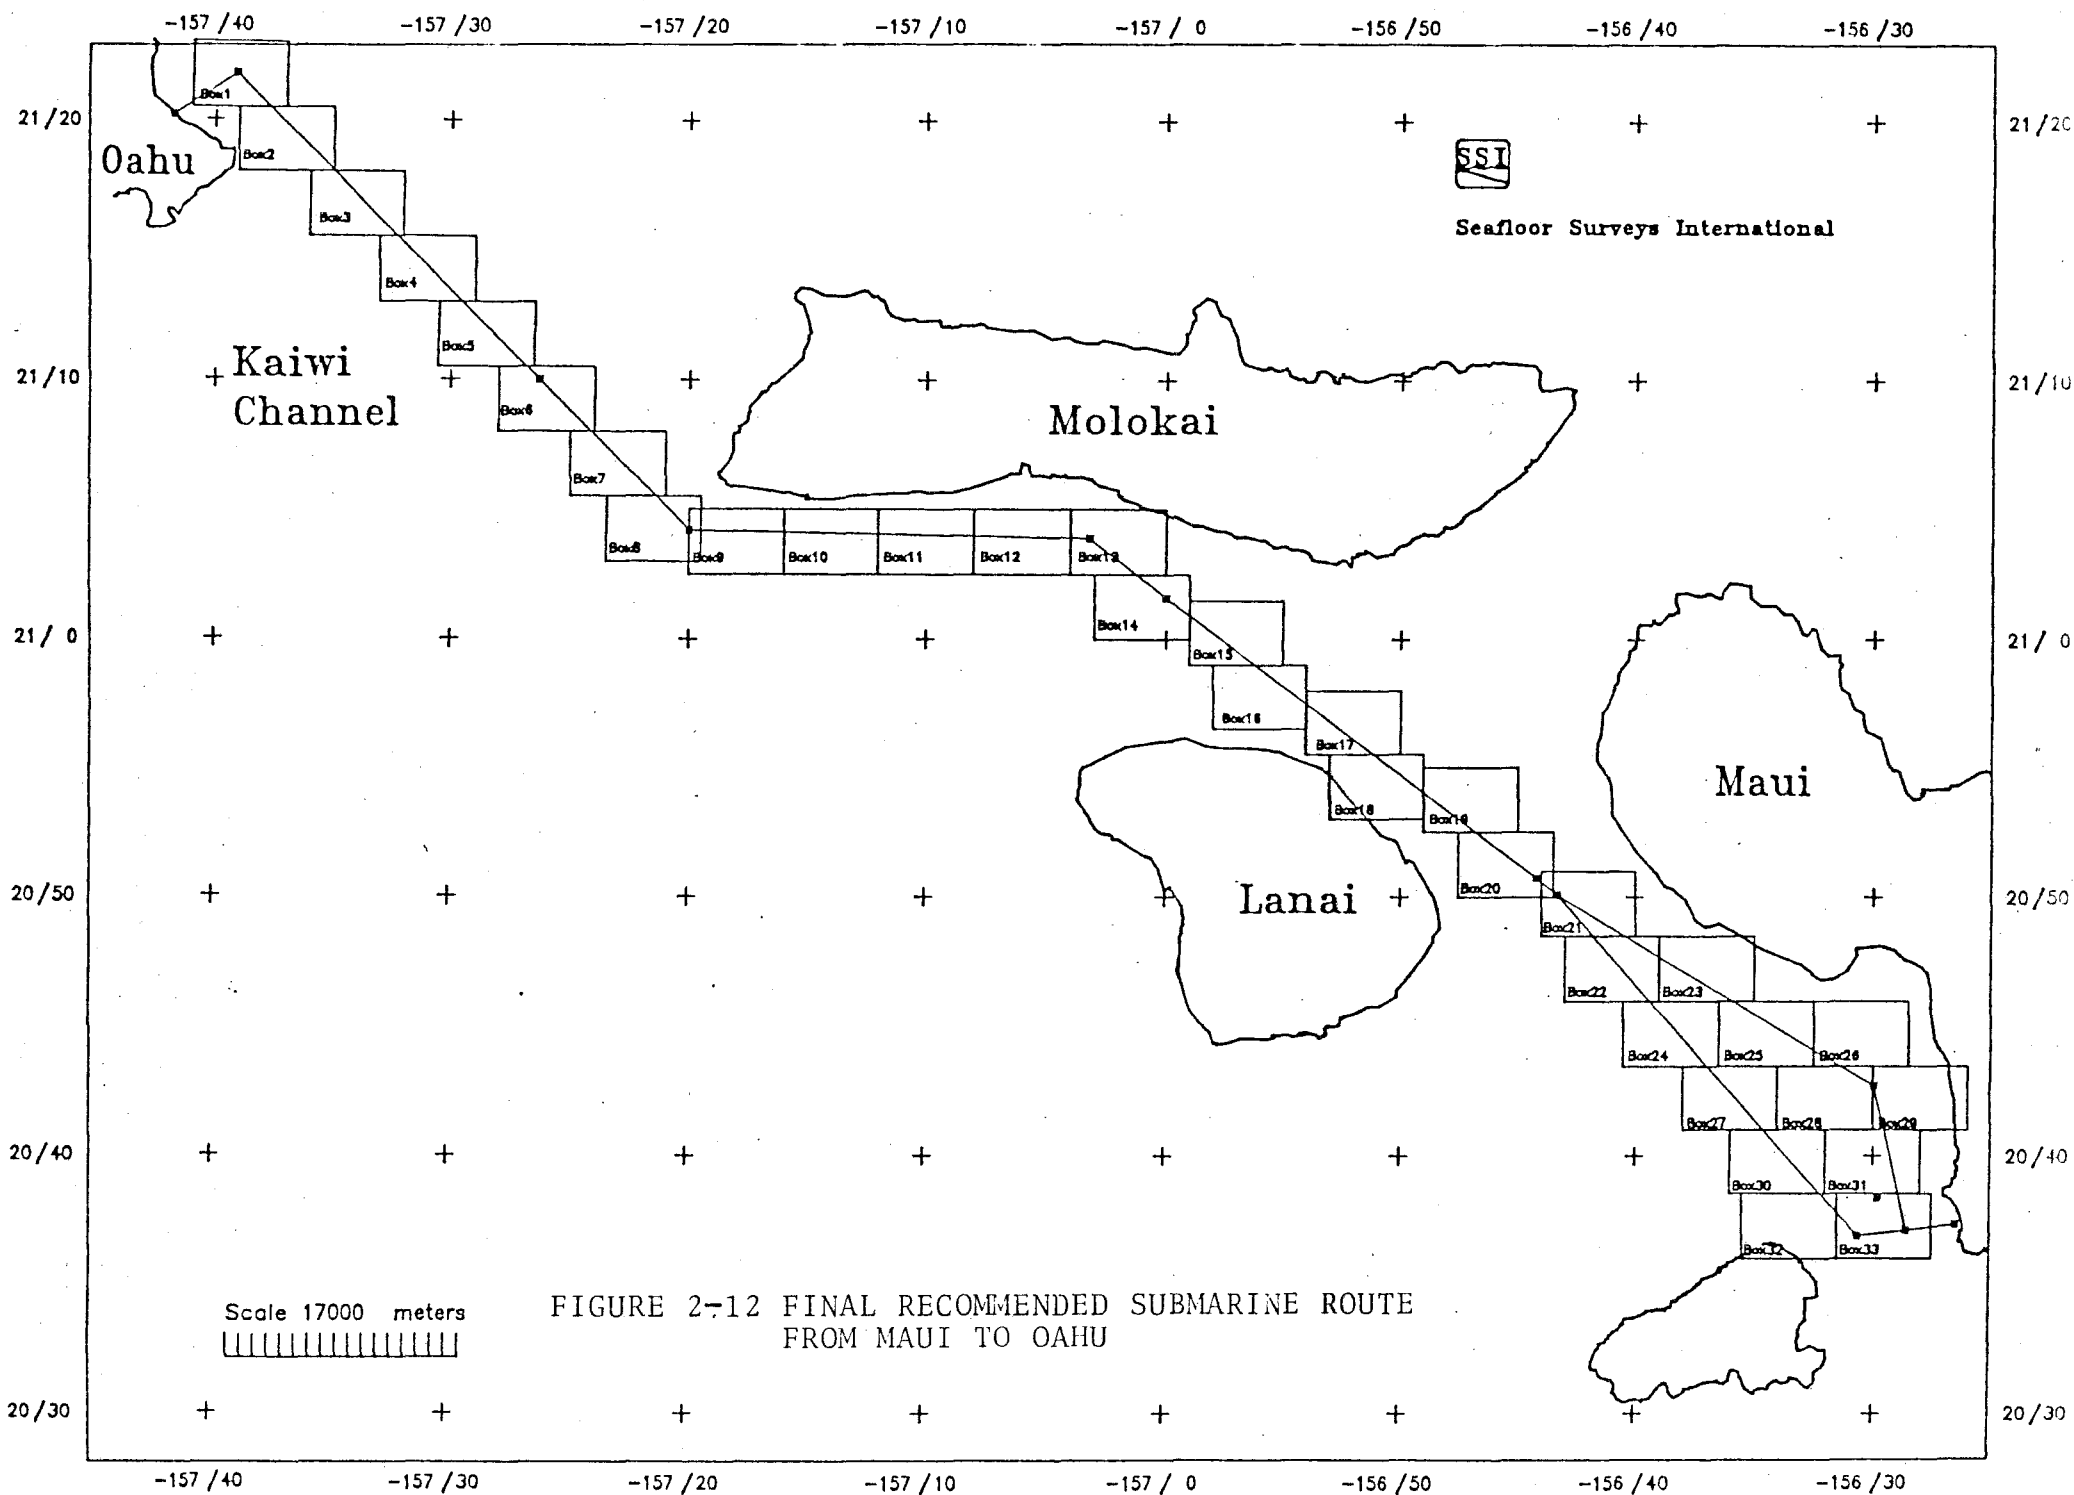 -157/40 -157/30 -157/20 -157/10 -157/ 0 -156/50 -156/40 -156/30
Box1
21/20 21/20
Box2
Oahu
SSI
Box3
Seafloor Surveys International
Box4
Box5
Kaiwi
21/10 21/10
Channel
Box6
Molokai
Box7
Box8 Box9 Box10 Box11 Box12 Box13
Box14
21/ 0 21/ 0
Box15
Box16
Box17
Maui
Box18 Box19
Box20
20/50 20/50
Lanai
Box21
Box22 Box23
Box24 Box25 Box26
Box27 Box28 Box29
20/40 20/40
Box30 Box31
Box32 Box33
Scale 17000 meters
FIGURE 2-12 FINAL RECOMMENDED SUBMARINE ROUTE
FROM MAUI TO OAHU
20/30 20/30
-157/40 -157/30 -157/20 -157/10 -157/ 0 -156/50 -156/40 -156/30